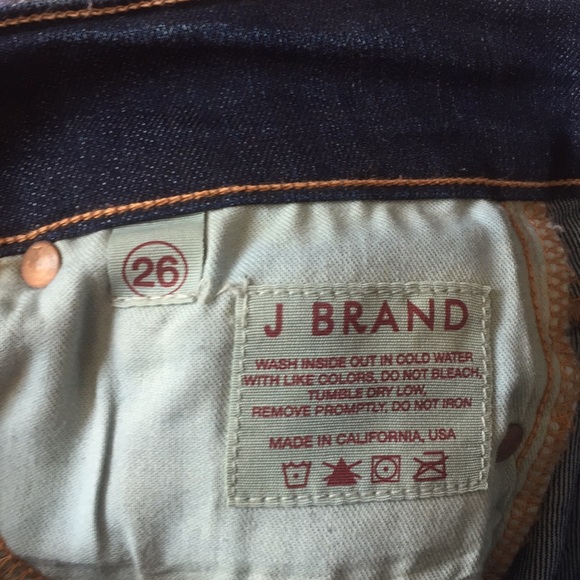 26
J BRAND
WASH INSIDE OUT IN COLD WATER
WITH LIKE COLORS, DO NOT BLEACH,
TUMBLE DRY LOW,
REMOVE PROMPTLY, DO NOT IRON
MADE IN CALIFORNIA, USA